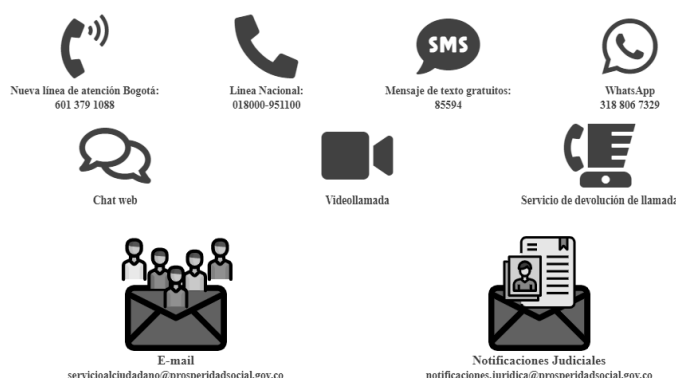 SMS
Nueva línea de atención Bogotá:
601 379 1088
Línea Nacional:
018000-951100
Mensaje de texto gratuitos:
85594
WhatsApp
318 806 7329
Chat web
Videollamada
Servicio de devolución de llamada
E-mail
servicioalciudadano@prosperidadsocial.gov.co
Notificaciones Judiciales
notificaciones.juridica@prosperidadsocial.gov.co